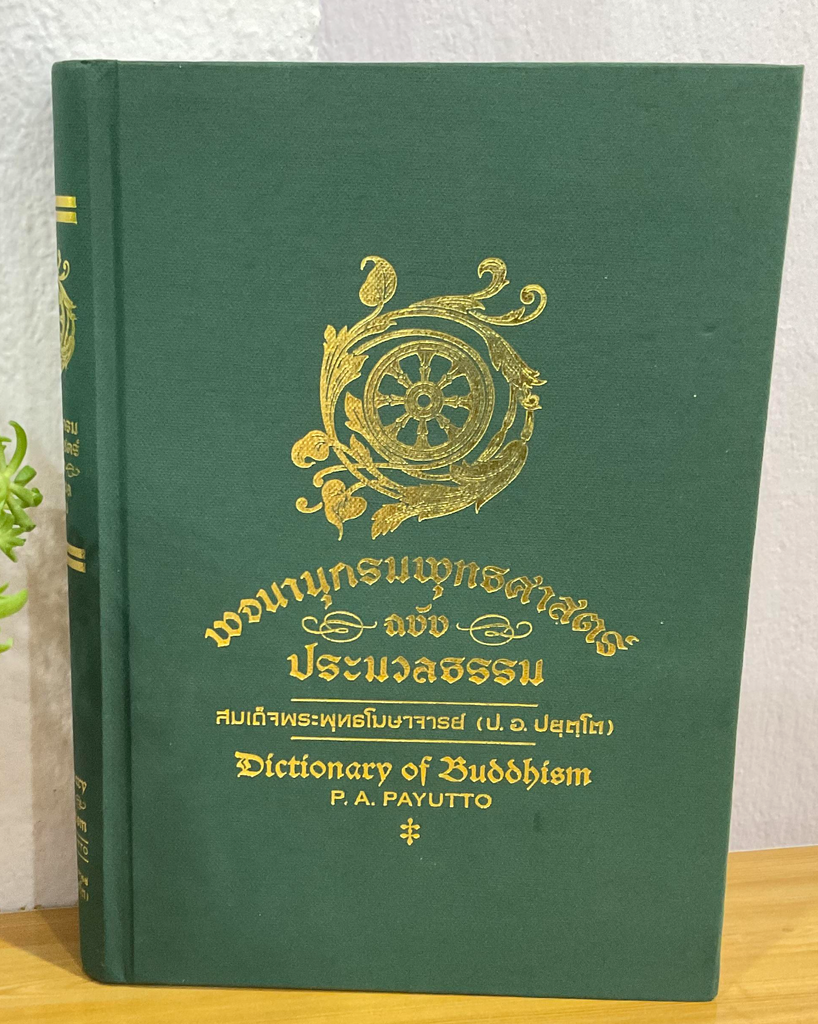 พจนานุกรมพุทธศาสตร์
ฉบับ
ประมวลธรรม
สมเด็จพระพุทธโฆษาจารย์ (ป. อ. ปยุตฺโต)
Dictionary of Buddhism
P. A. PAYUTTO